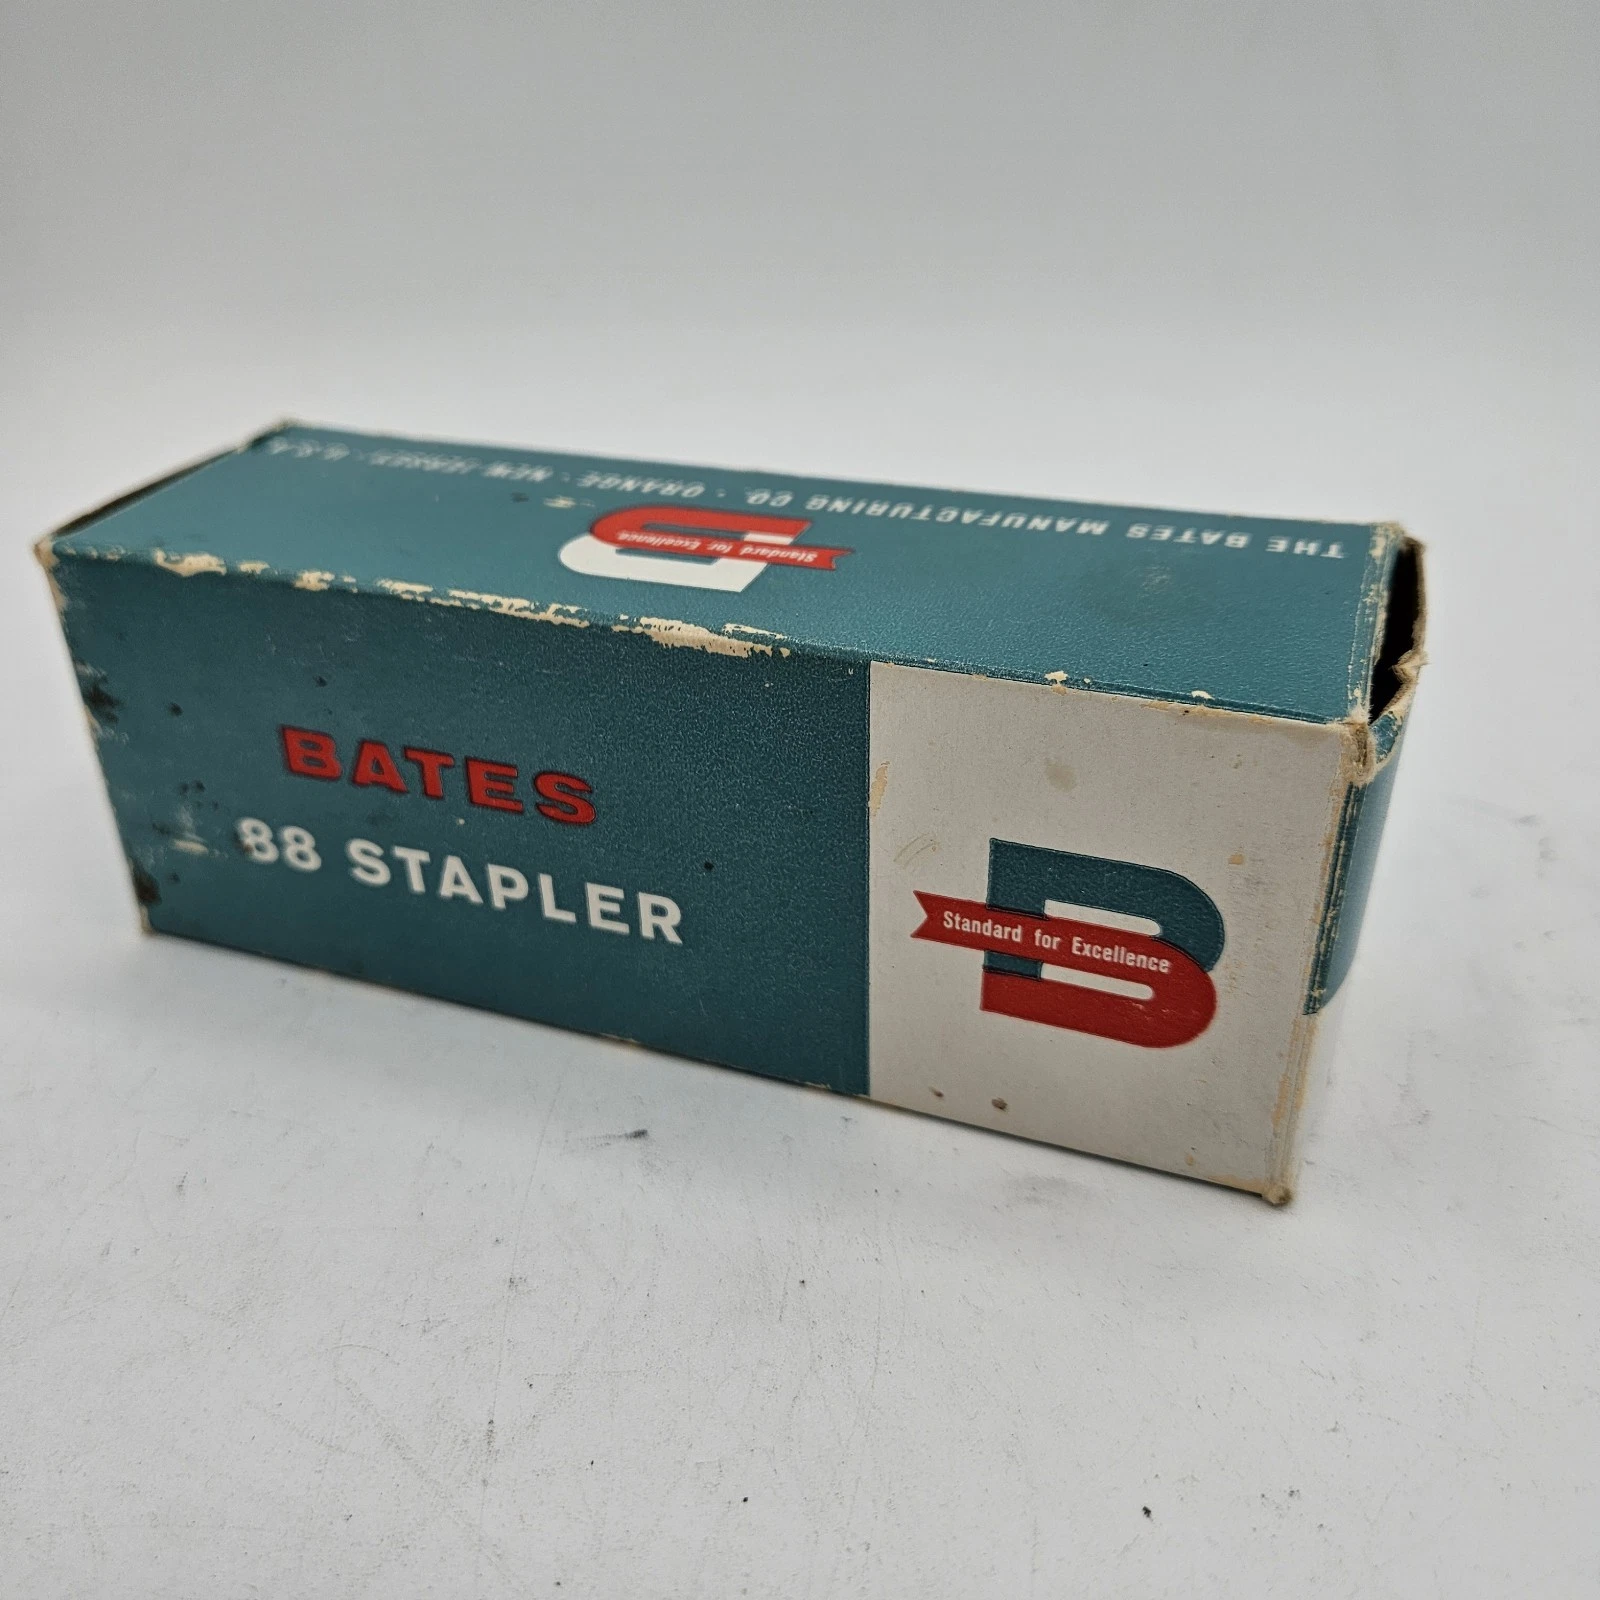 THE BATES MANUFACTURING CO. · ORANGE · NEW JERSEY · U.S.A.
Standard for Excellence
BATES
88 STAPLER
Standard for Excellence